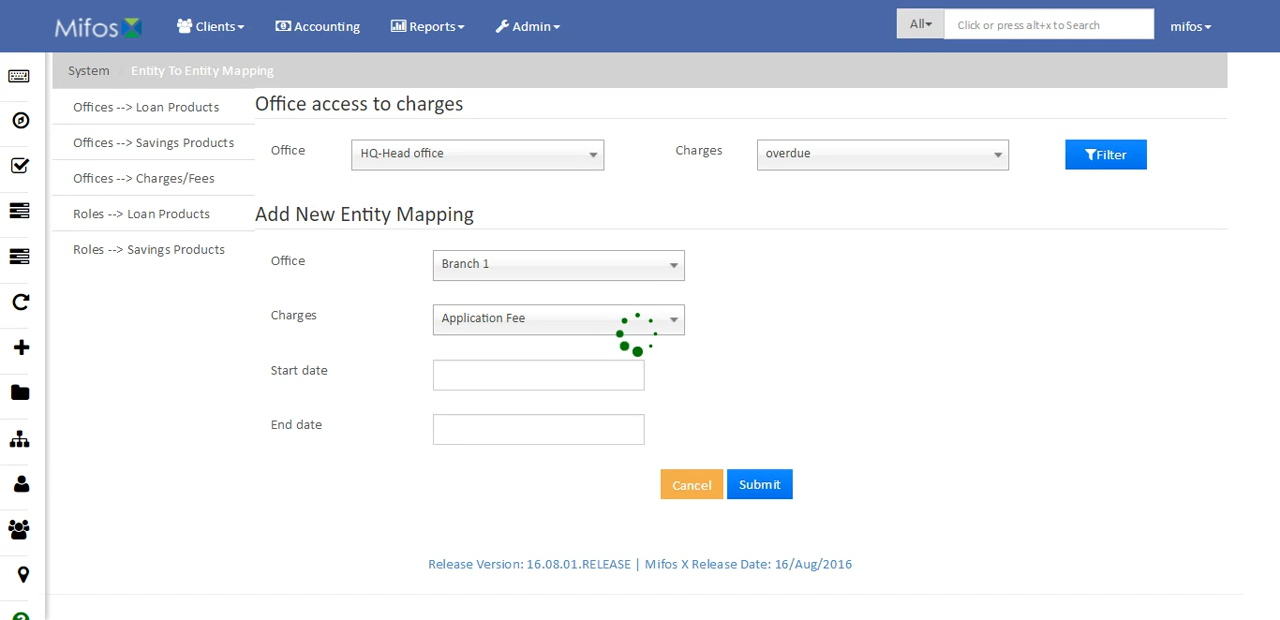 Mifos Clients Accounting Reports Admin All Click or press alt+x to Search mifos
System / Entity To Entity Mapping
Offices --> Loan Products
Offices --> Savings Products
Offices --> Charges/Fees
Roles --> Loan Products
Roles --> Savings Products
Office access to charges
Office HQ-Head office Charges overdue Filter
Add New Entity Mapping
Office Branch 1
Charges Application Fee
Start date
End date
Cancel Submit
Release Version: 16.08.01.RELEASE | Mifos X Release Date: 16/Aug/2016